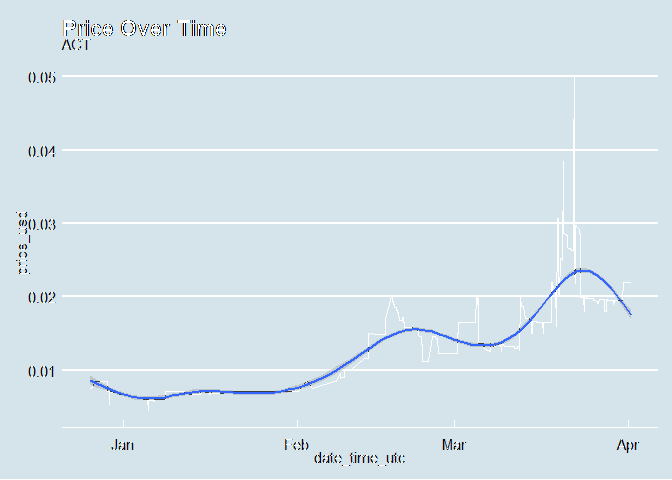 Price Over Time
ACT
0.05
0.04
0.03
0.02
0.01
price_usd
Jan Feb Mar Apr
date_time_utc